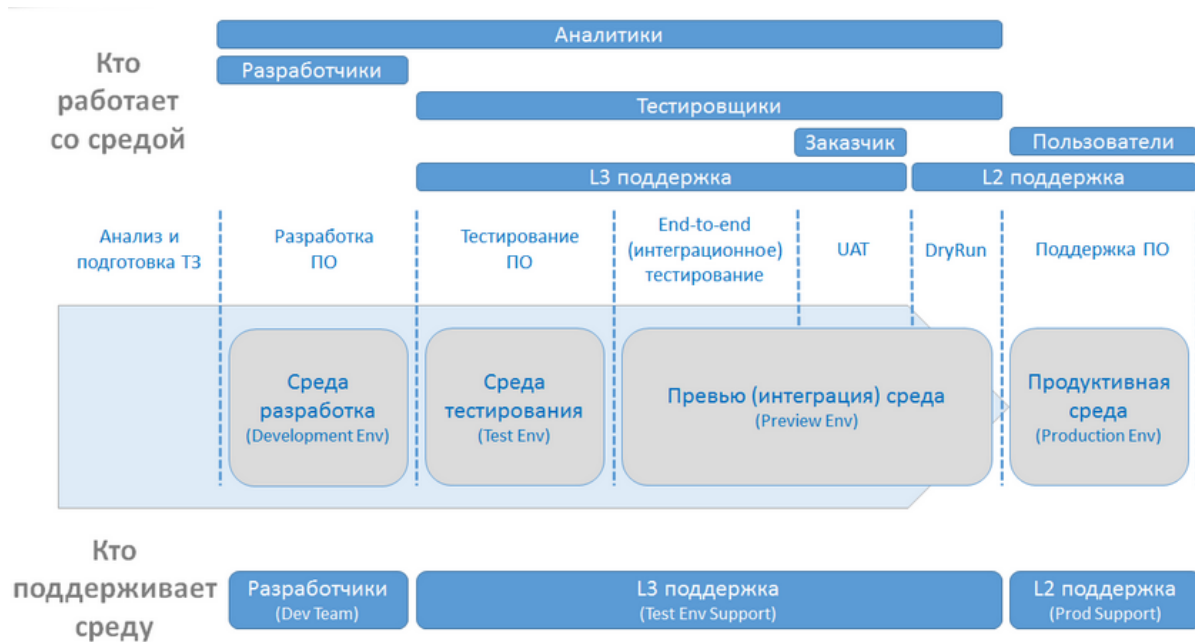 Аналитики
Кто
работает
со средой
Разработчики
Тестировщики
Заказчик
Пользователи
L3 поддержка
L2 поддержка
Анализ и
подготовка ТЗ
Разработка
ПО
Тестирование
ПО
End-to-end
(интеграционное)
тестирование
UAT
DryRun
Поддержка ПО
Среда
разработка
(Development Env)
Среда
тестирования
(Test Env)
Превью (интеграция) среда
(Preview Env)
Продуктивная
среда
(Production Env)
Кто
поддерживает
среду
Разработчики
(Dev Team)
L3 поддержка
(Test Env Support)
L2 поддержка
(Prod Support)